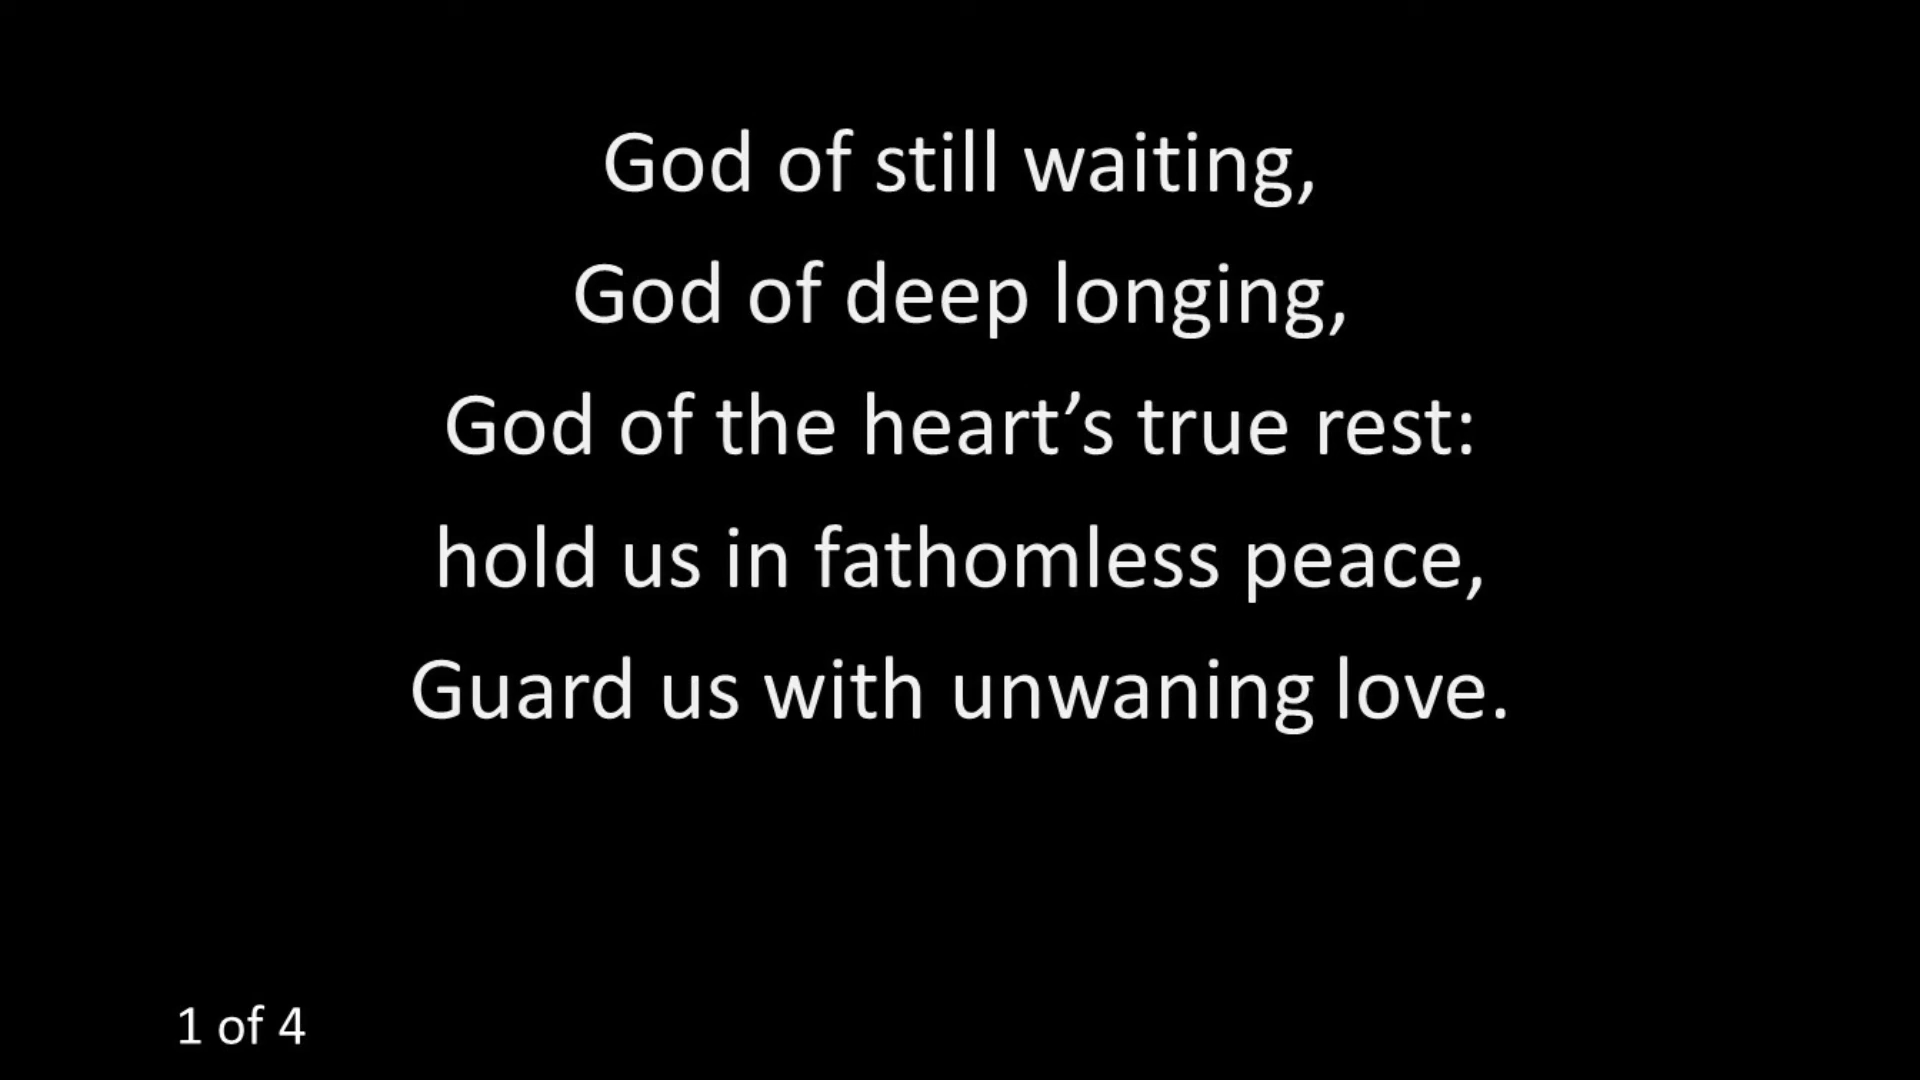 God of still waiting,
God of deep longing,
God of the heart’s true rest:
hold us in fathomless peace,
Guard us with unwaning love.
1 of 4